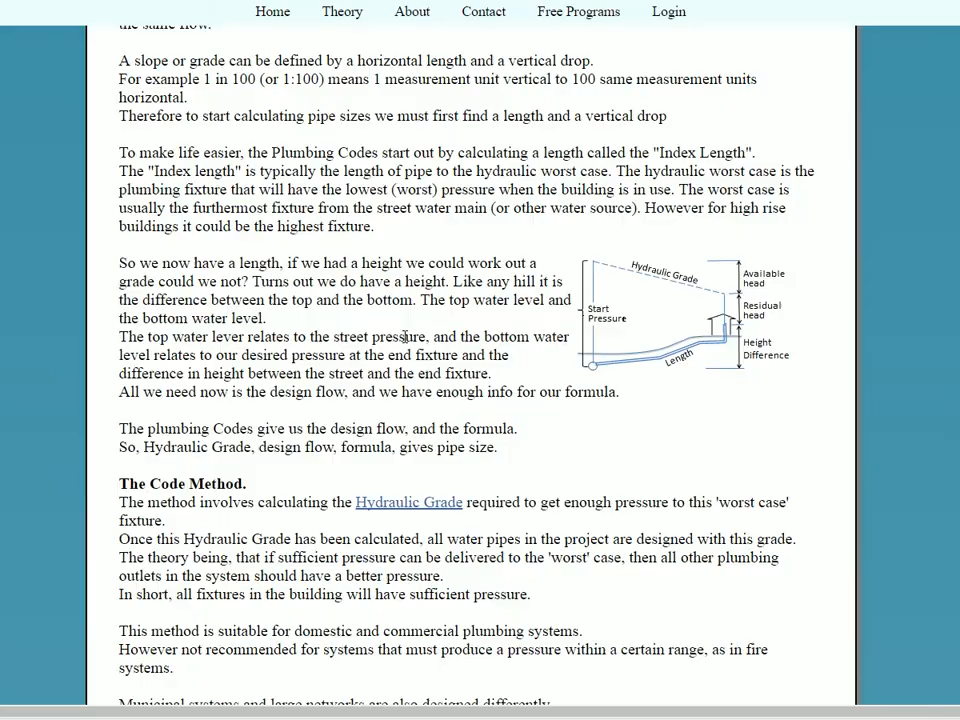 Home Theory About Contact Free Programs Login
the same flow.
A slope or grade can be defined by a horizontal length and a vertical drop.
For example 1 in 100 (or 1:100) means 1 measurement unit vertical to 100 same measurement units
horizontal.
Therefore to start calculating pipe sizes we must first find a length and a vertical drop
To make life easier, the Plumbing Codes start out by calculating a length called the "Index Length".
The "Index length" is typically the length of pipe to the hydraulic worst case. The hydraulic worst case is the
plumbing fixture that will have the lowest (worst) pressure when the building is in use. The worst case is
usually the furthermost fixture from the street water main (or other water source). However for high rise
buildings it could be the highest fixture.
So we now have a length, if we had a height we could work out a
grade could we not? Turns out we do have a height. Like any hill it is
the difference between the top and the bottom. The top water level and
the bottom water level.
The top water lever relates to the street pressure, and the bottom water
level relates to our desired pressure at the end fixture and the
difference in height between the street and the end fixture.
All we need now is the design flow, and we have enough info for our formula.
Hydraulic Grade
Available
head
Residual
head
Start
Pressure
Height
Difference
Length
The plumbing Codes give us the design flow, and the formula.
So, Hydraulic Grade, design flow, formula, gives pipe size.
The Code Method.
The method involves calculating the Hydraulic Grade required to get enough pressure to this 'worst case'
fixture.
Once this Hydraulic Grade has been calculated, all water pipes in the project are designed with this grade.
The theory being, that if sufficient pressure can be delivered to the 'worst' case, then all other plumbing
outlets in the system should have a better pressure.
In short, all fixtures in the building will have sufficient pressure.
This method is suitable for domestic and commercial plumbing systems.
However not recommended for systems that must produce a pressure within a certain range, as in fire
systems.
Municipal systems and large networks are also designed differently.